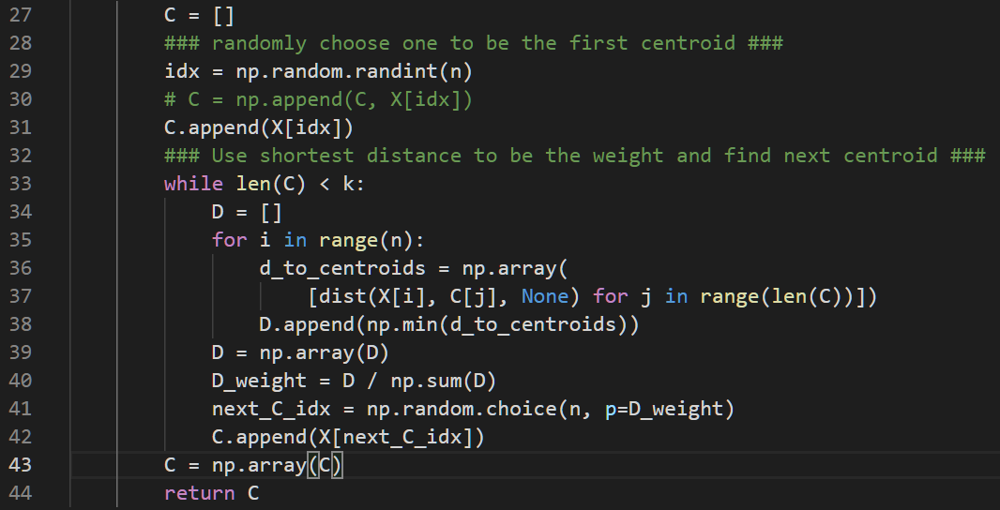 27 C = []
28 ### randomly choose one to be the first centroid ###
29 idx = np.random.randint(n)
30 # C = np.append(C, X[idx])
31 C.append(X[idx])
32 ### Use shortest distance to be the weight and find next centroid ###
33 while len(C) < k:
34     D = []
35     for i in range(n):
36         d_to_centroids = np.array(
37             [dist(X[i], C[j], None) for j in range(len(C))])
38         D.append(np.min(d_to_centroids))
39     D = np.array(D)
40     D_weight = D / np.sum(D)
41     next_C_idx = np.random.choice(n, p=D_weight)
42     C.append(X[next_C_idx])
43 C = np.array(C)
44 return C